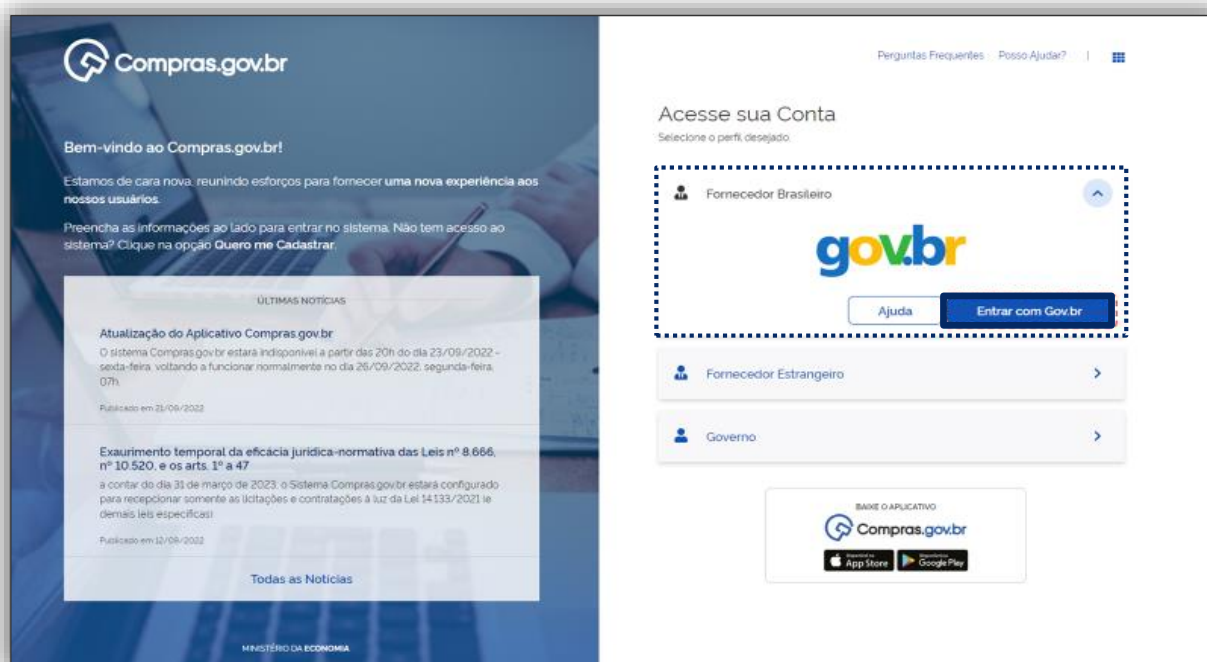 Compras.gov.br
Bem-vindo ao Compras.gov.br!
Estamos de cara nova, reunindo esforços para fornecer uma nova experiência aos
nossos usuários.
Preencha as informações ao lado para entrar no sistema. Não tem acesso ao
sistema? Clique na opção Quero me Cadastrar.
ÚLTIMAS NOTÍCIAS
Atualização do Aplicativo Compras.gov.br
O sistema Compras.gov.br estará indisponível a partir das 20h do dia 23/09/2022 -
sexta-feira, voltando a funcionar normalmente no dia 26/09/2022, segunda-feira,
07h.
Publicado em 21/09/2022
Exaurimento temporal da eficácia jurídica-normativa das Leis nº 8.666,
nº 10.520, e os arts. 1º a 47
a contar do dia 31 de março de 2023, o Sistema Compras.gov.br estará configurado
para recepcionar somente as licitações e contratações à luz da Lei 14.133/2021 (e
demais leis específicas)
Publicado em 12/09/2022
Todas as Notícias
MINISTÉRIO DA ECONOMIA
Perguntas Frequentes Posso Ajudar? |
Acesse sua Conta
Selecione o perfil desejado.
Fornecedor Brasileiro
gov.br
Ajuda Entrar com Gov.br
Fornecedor Estrangeiro
Governo
BAIXE O APLICATIVO
Compras.gov.br
Disponível na App Store Disponível no Google Play